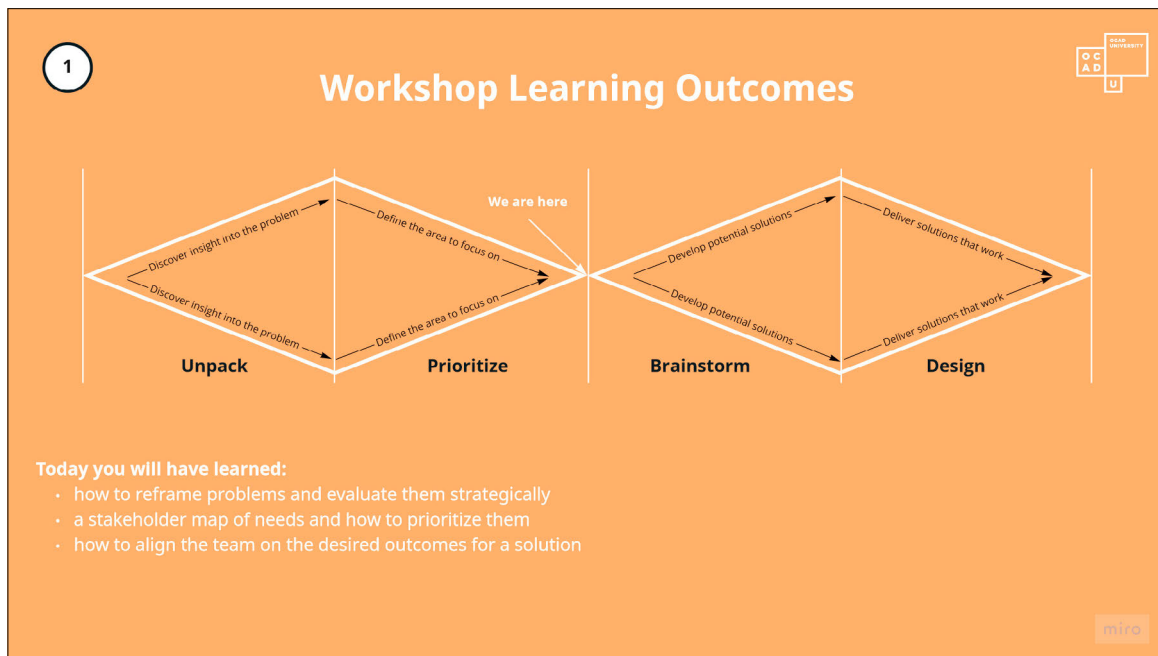 1
OCAD
UNIVERSITY
O C
A D
U
Workshop Learning Outcomes
We are here
Discover insight into the problem
Define the area to focus on
Develop potential solutions
Deliver solutions that work
Discover insight into the problem
Define the area to focus on
Develop potential solutions
Deliver solutions that work
Unpack
Prioritize
Brainstorm
Design
Today you will have learned:
• how to reframe problems and evaluate them strategically
• a stakeholder map of needs and how to prioritize them
• how to align the team on the desired outcomes for a solution
miro